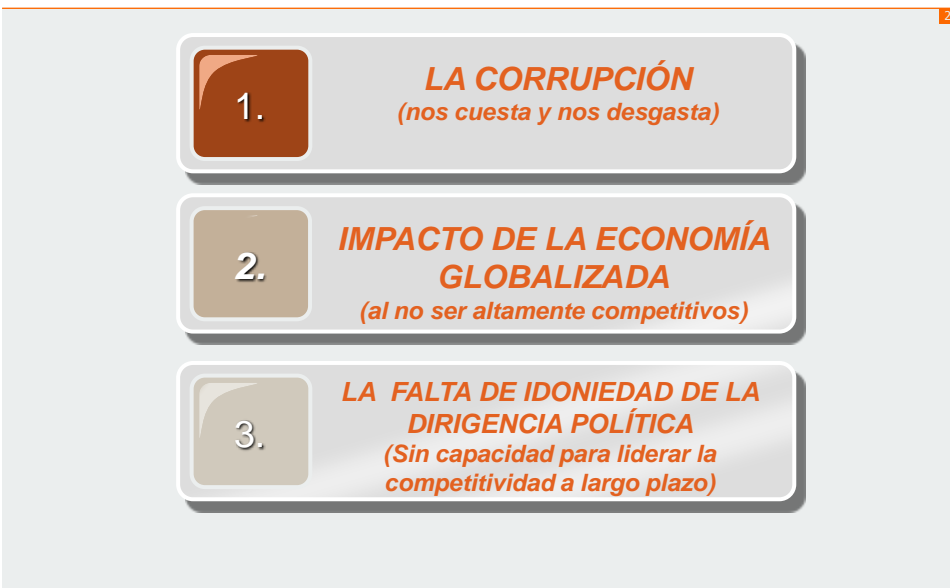 2
1.
LA CORRUPCIÓN
(nos cuesta y nos desgasta)
2.
IMPACTO DE LA ECONOMÍA
GLOBALIZADA
(al no ser altamente competitivos)
3.
LA FALTA DE IDONIEDAD DE LA
DIRIGENCIA POLÍTICA
(Sin capacidad para liderar la
competitividad a largo plazo)